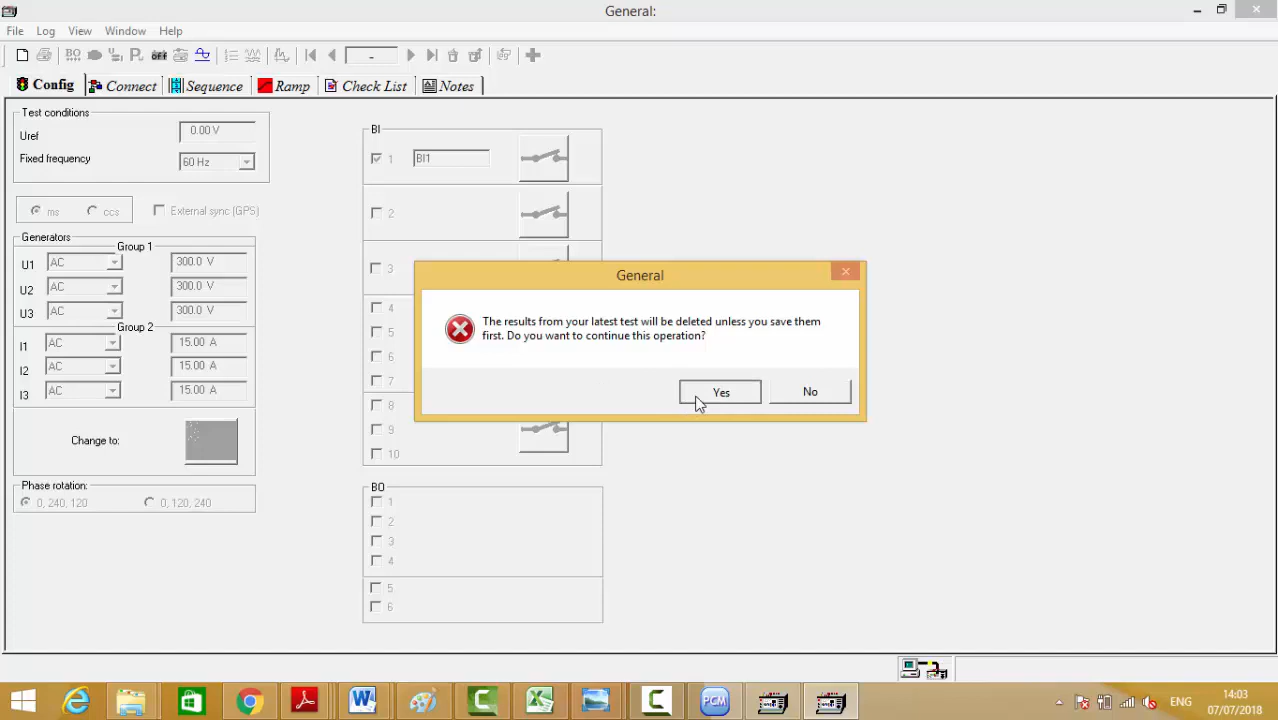 General:
File Log View Window Help
BO OFF -
Config Connect Sequence Ramp Check List Notes
Test conditions
Uref 0.00 V
Fixed frequency 60 Hz
ms ccs External sync (GPS)
Generators
Group 1
U1 AC 300.0 V
U2 AC 300.0 V
U3 AC 300.0 V
Group 2
I1 AC 15.00 A
I2 AC 15.00 A
I3 AC 15.00 A
Change to:
Phase rotation:
0, 240, 120 0, 120, 240
BI
1 BI1
2
3
4
5
6
7
8
9
10
BO
1
2
3
4
5
6
General
The results from your latest test will be deleted unless you save them
first. Do you want to continue this operation?
Yes No
PCM ENG 14:03
07/07/2018